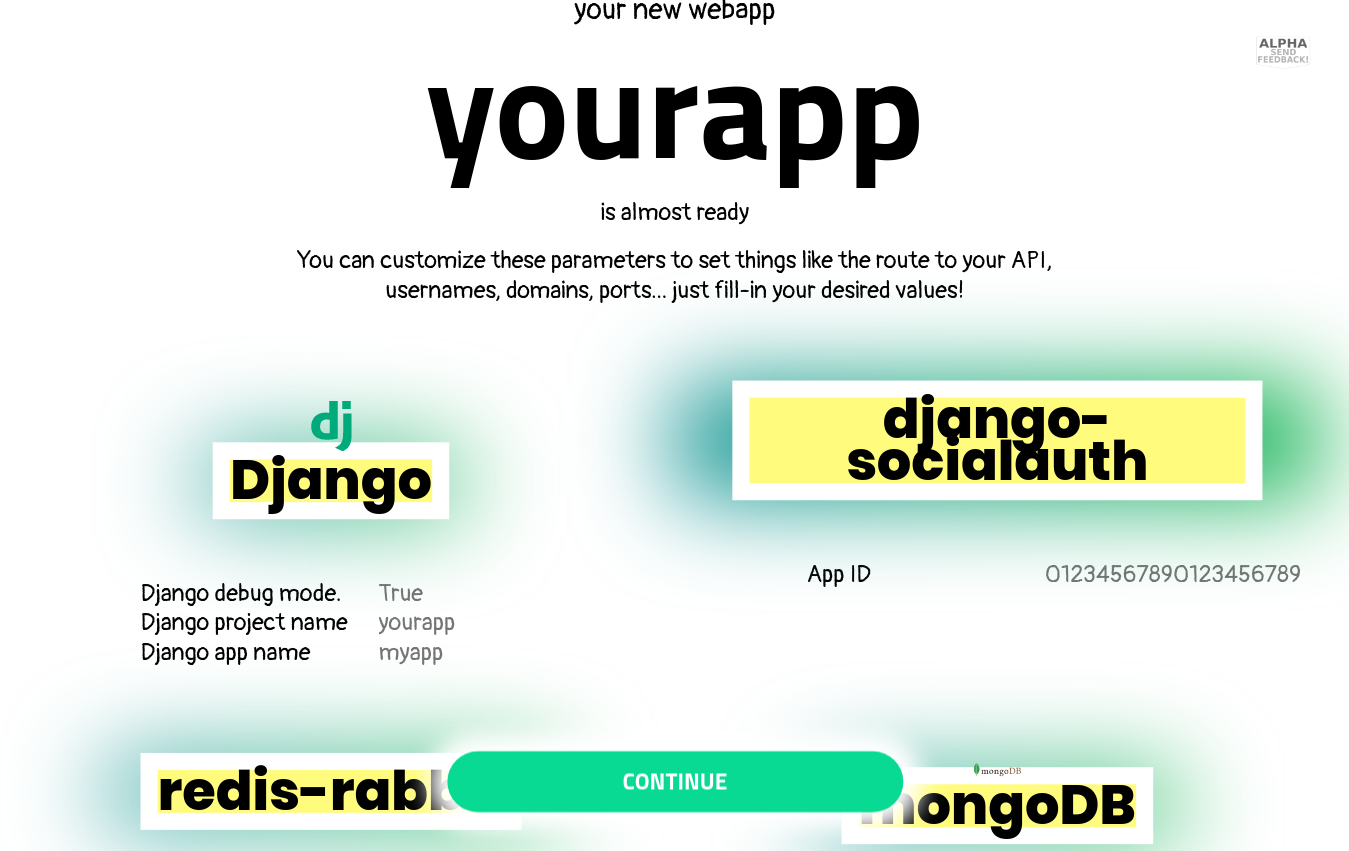 your new webapp
ALPHA
SEND
FEEDBACK!
yourapp
is almost ready
You can customize these parameters to set things like the route to your API,
usernames, domains, ports... just fill-in your desired values!
dj
Django
django-
socialauth
App ID 01234567890123456789
Django debug mode. True
Django project name yourapp
Django app name myapp
mongoDB
redis-rabb
CONTINUE
mongoDB